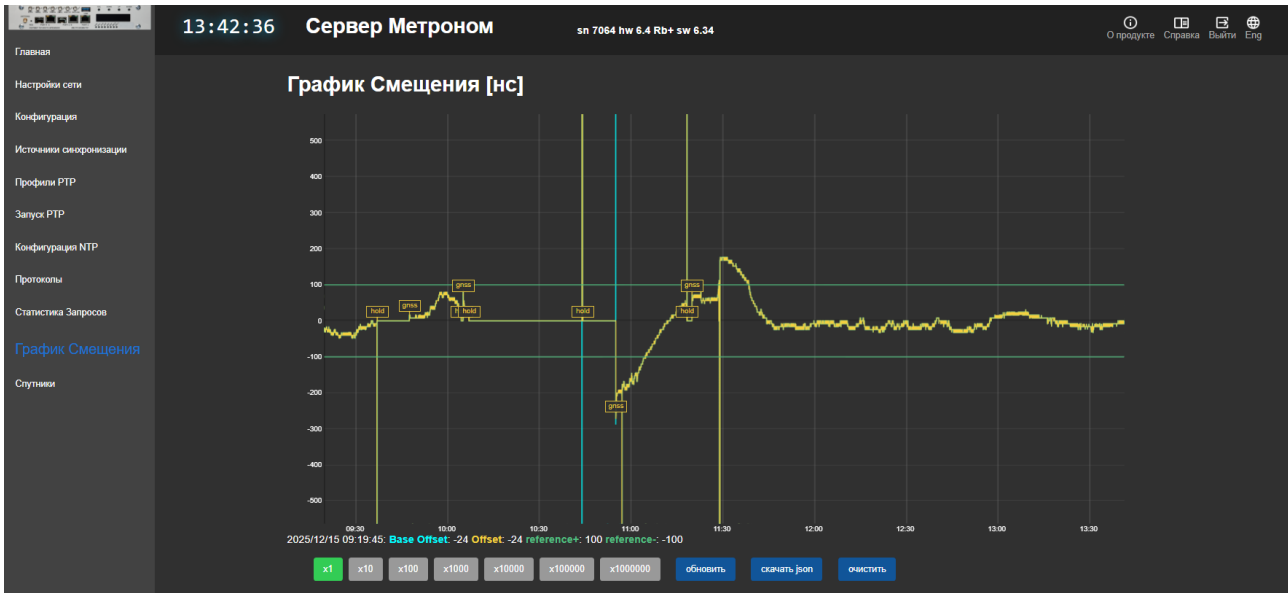 13:42:36 Сервер Метроном sn 7064 hw 6.4 Rb+ sw 6.34
О продукте Справка Выйти Eng
Главная
Настройки сети
Конфигурация
Источники синхронизации
Профили PTP
Запуск PTP
Конфигурация NTP
Протоколы
Статистика Запросов
График Смещения
Спутники
График Смещения [нс]
500
400
300
200
100
0
-100
-200
-300
-400
-500
hold
gnss
gnss
hold
hold
gnss
gnss
hold
09:30 10:00 10:30 11:00 11:30 12:00 12:30 13:00 13:30
2025/12/15 09:19:45: Base Offset: -24 Offset: -24 reference+: 100 reference-: -100
x1 x10 x100 x1000 x10000 x100000 x1000000 обновить скачать json очистить